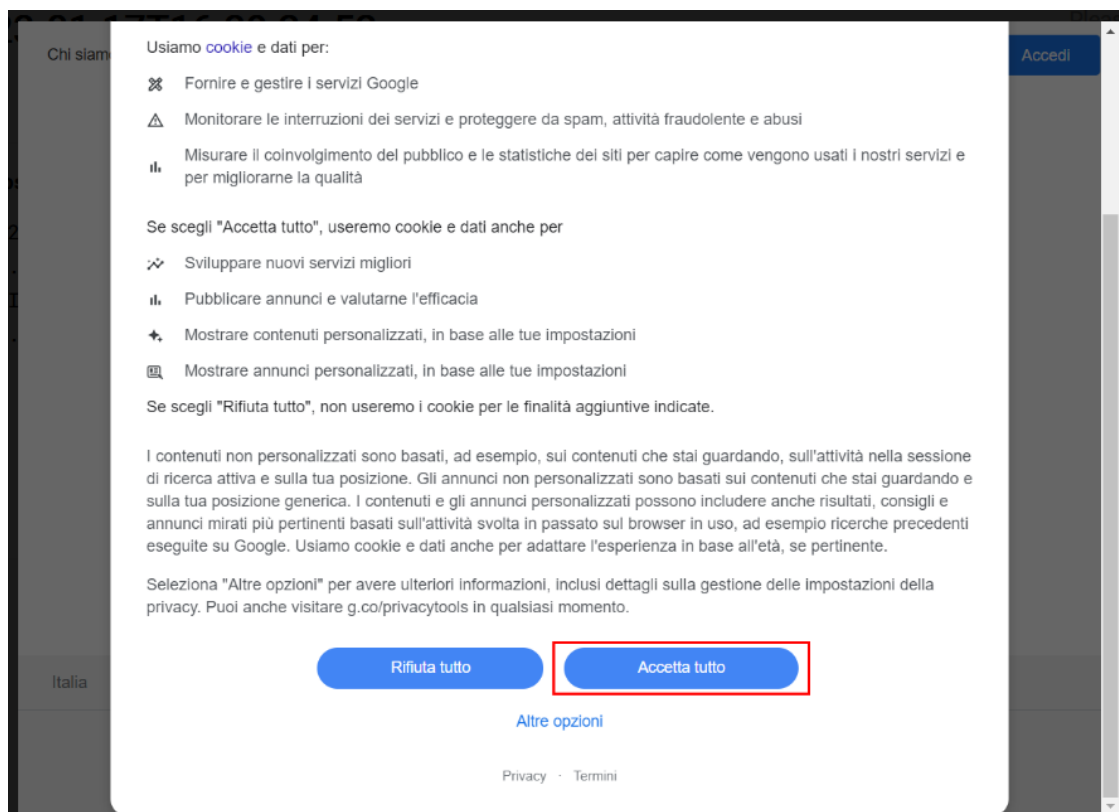 Chi siam
Accedi
Usiamo cookie e dati per:
Fornire e gestire i servizi Google
Monitorare le interruzioni dei servizi e proteggere da spam, attività fraudolente e abusi
Misurare il coinvolgimento del pubblico e le statistiche dei siti per capire come vengono usati i nostri servizi e
per migliorarne la qualità
Se scegli "Accetta tutto", useremo cookie e dati anche per
Sviluppare nuovi servizi migliori
Pubblicare annunci e valutarne l'efficacia
Mostrare contenuti personalizzati, in base alle tue impostazioni
Mostrare annunci personalizzati, in base alle tue impostazioni
Se scegli "Rifiuta tutto", non useremo i cookie per le finalità aggiuntive indicate.
I contenuti non personalizzati sono basati, ad esempio, sui contenuti che stai guardando, sull'attività nella sessione
di ricerca attiva e sulla tua posizione. Gli annunci non personalizzati sono basati sui contenuti che stai guardando e
sulla tua posizione generica. I contenuti e gli annunci personalizzati possono includere anche risultati, consigli e
annunci mirati più pertinenti basati sull'attività svolta in passato sul browser in uso, ad esempio ricerche precedenti
eseguite su Google. Usiamo cookie e dati anche per adattare l'esperienza in base all'età, se pertinente.
Seleziona "Altre opzioni" per avere ulteriori informazioni, inclusi dettagli sulla gestione delle impostazioni della
privacy. Puoi anche visitare g.co/privacytools in qualsiasi momento.
Rifiuta tutto
Accetta tutto
Italia
Altre opzioni
Privacy · Termini